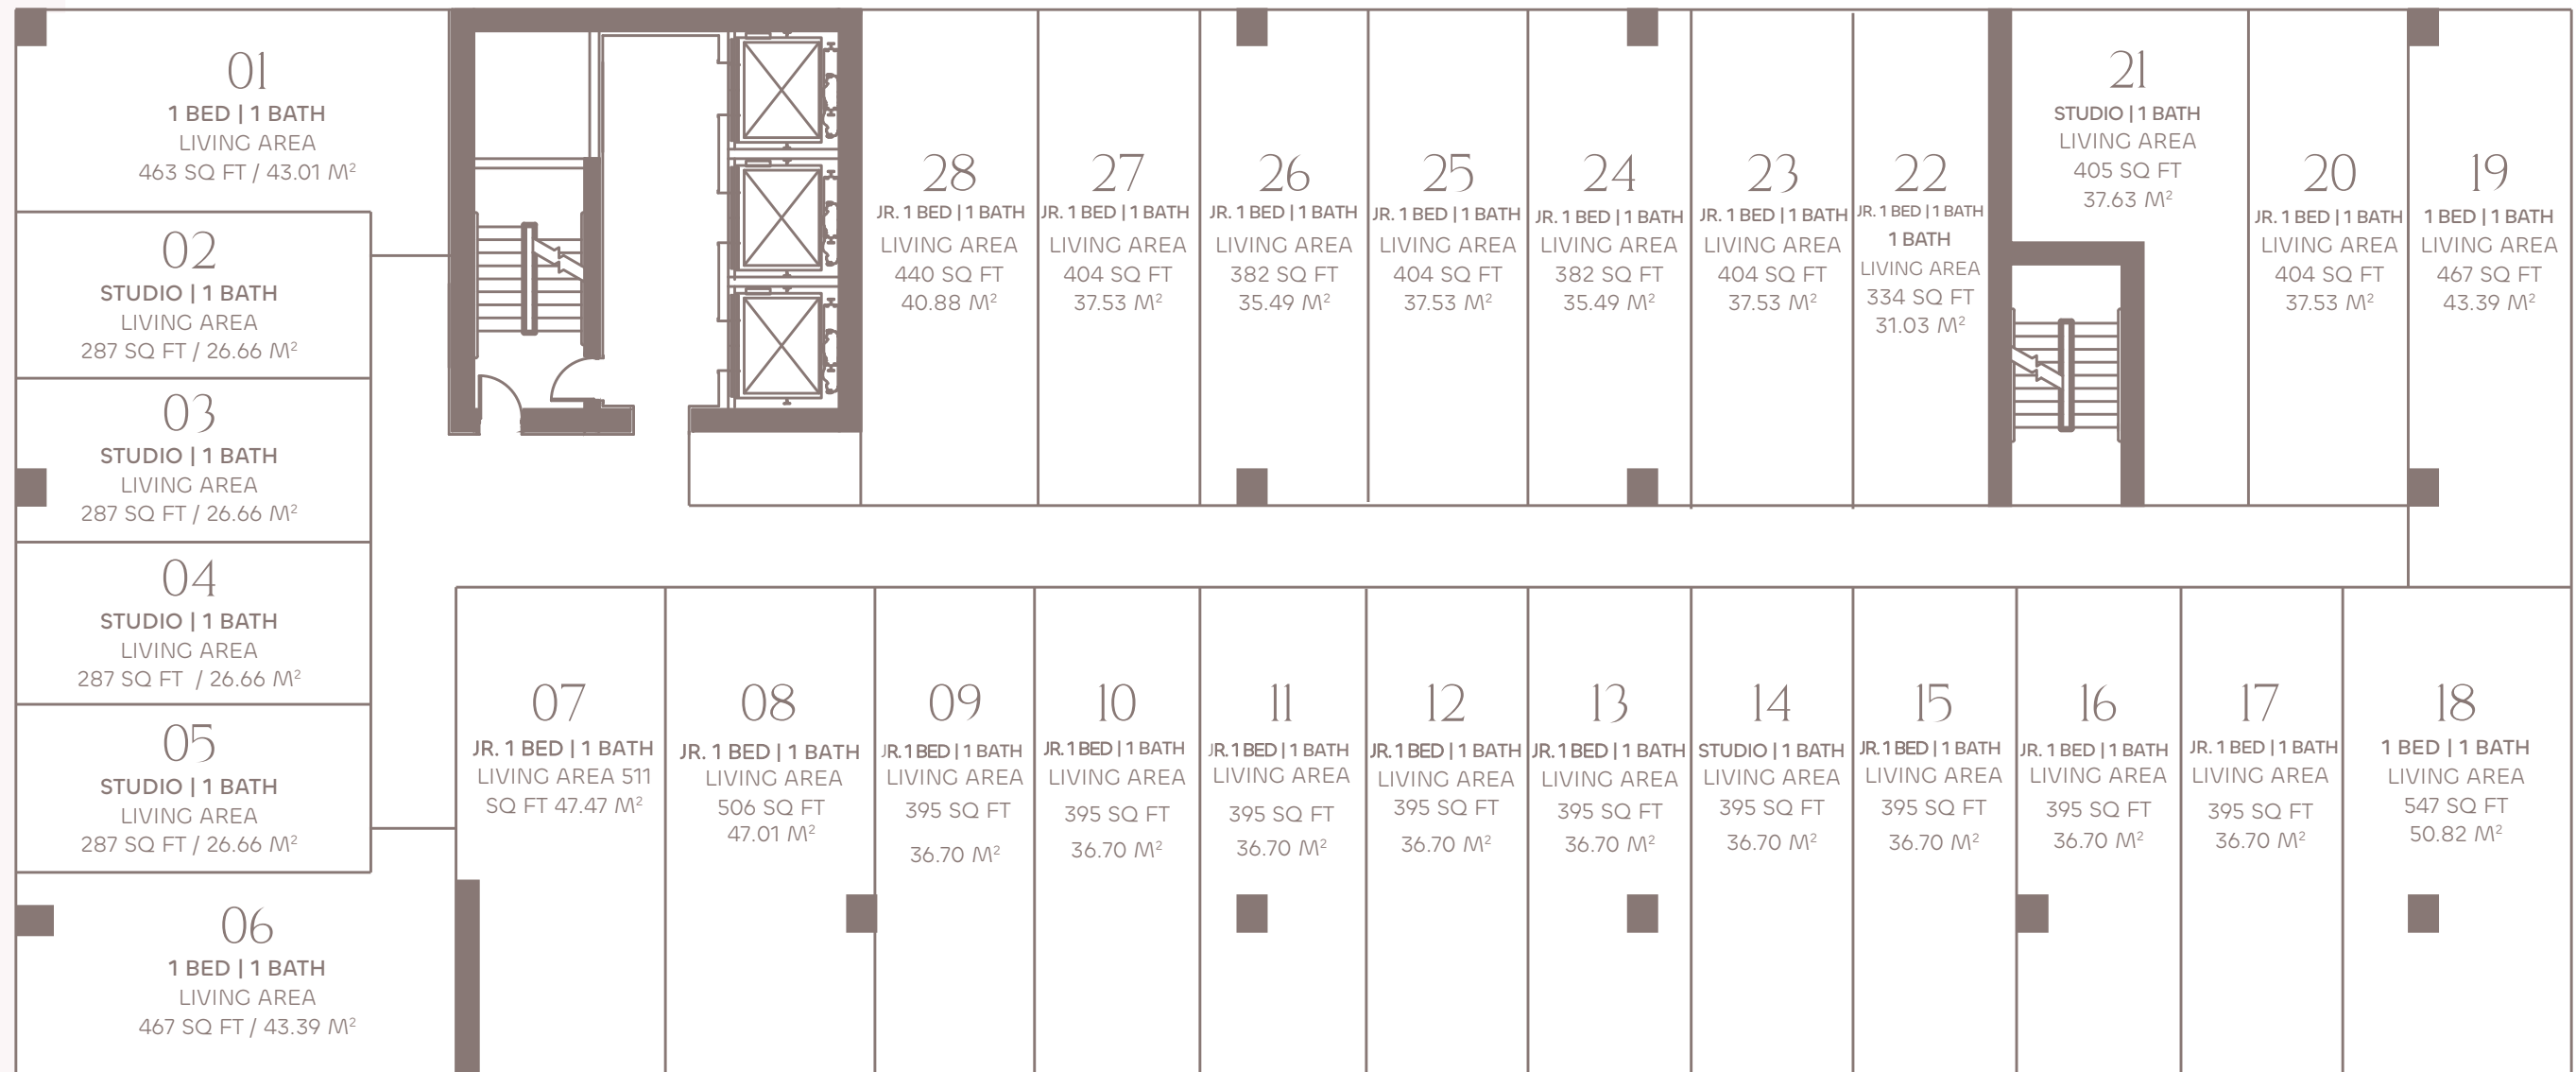 01
1 BED | 1 BATH
LIVING AREA
463 SQ FT / 43.01 M²
02
STUDIO | 1 BATH
LIVING AREA
287 SQ FT / 26.66 M²
03
STUDIO | 1 BATH
LIVING AREA
287 SQ FT / 26.66 M²
04
STUDIO | 1 BATH
LIVING AREA
287 SQ FT / 26.66 M²
05
STUDIO | 1 BATH
LIVING AREA
287 SQ FT / 26.66 M²
06
1 BED | 1 BATH
LIVING AREA
467 SQ FT / 43.39 M²
28
JR. 1 BED | 1 BATH
LIVING AREA
440 SQ FT
40.88 M²
27
JR. 1 BED | 1 BATH
LIVING AREA
404 SQ FT
37.53 M²
26
JR. 1 BED | 1 BATH
LIVING AREA
382 SQ FT
35.49 M²
25
JR. 1 BED | 1 BATH
LIVING AREA
404 SQ FT
37.53 M²
24
JR. 1 BED | 1 BATH
LIVING AREA
382 SQ FT
35.49 M²
23
JR. 1 BED | 1 BATH
LIVING AREA
404 SQ FT
37.53 M²
22
JR. 1 BED | 1 BATH
1 BATH
LIVING AREA
334 SQ FT
31.03 M²
21
STUDIO | 1 BATH
LIVING AREA
405 SQ FT
37.63 M²
20
JR. 1 BED | 1 BATH
LIVING AREA
404 SQ FT
37.53 M²
19
1 BED | 1 BATH
LIVING AREA
467 SQ FT
43.39 M²
07
JR. 1 BED | 1 BATH
LIVING AREA 511
SQ FT 47.47 M²
08
JR. 1 BED | 1 BATH
LIVING AREA
506 SQ FT
47.01 M²
09
JR. 1 BED | 1 BATH
LIVING AREA
395 SQ FT
36.70 M²
10
JR. 1 BED | 1 BATH
LIVING AREA
395 SQ FT
36.70 M²
11
JR. 1 BED | 1 BATH
LIVING AREA
395 SQ FT
36.70 M²
12
JR. 1 BED | 1 BATH
LIVING AREA
395 SQ FT
36.70 M²
13
JR. 1 BED | 1 BATH
LIVING AREA
395 SQ FT
36.70 M²
14
STUDIO | 1 BATH
LIVING AREA
395 SQ FT
36.70 M²
15
JR. 1 BED | 1 BATH
LIVING AREA
395 SQ FT
36.70 M²
16
JR. 1 BED | 1 BATH
LIVING AREA
395 SQ FT
36.70 M²
17
JR. 1 BED | 1 BATH
LIVING AREA
395 SQ FT
36.70 M²
18
1 BED | 1 BATH
LIVING AREA
547 SQ FT
50.82 M²